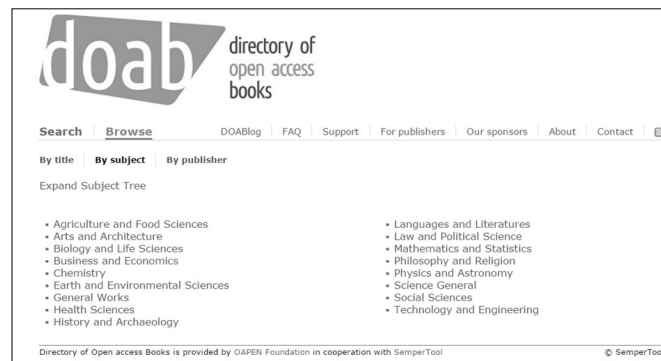 doab
directory of
open access
books
Search Browse DOABlog FAQ Support For publishers Our sponsors About Contact
By title By subject By publisher
Expand Subject Tree
Agriculture and Food Sciences
Arts and Architecture
Biology and Life Sciences
Business and Economics
Chemistry
Earth and Environmental Sciences
General Works
Health Sciences
History and Archaeology
Languages and Literatures
Law and Political Science
Mathematics and Statistics
Philosophy and Religion
Physics and Astronomy
Science General
Social Sciences
Technology and Engineering
Directory of Open access Books is provided by OAPEN Foundation in cooperation with SemperTool © SemperToo